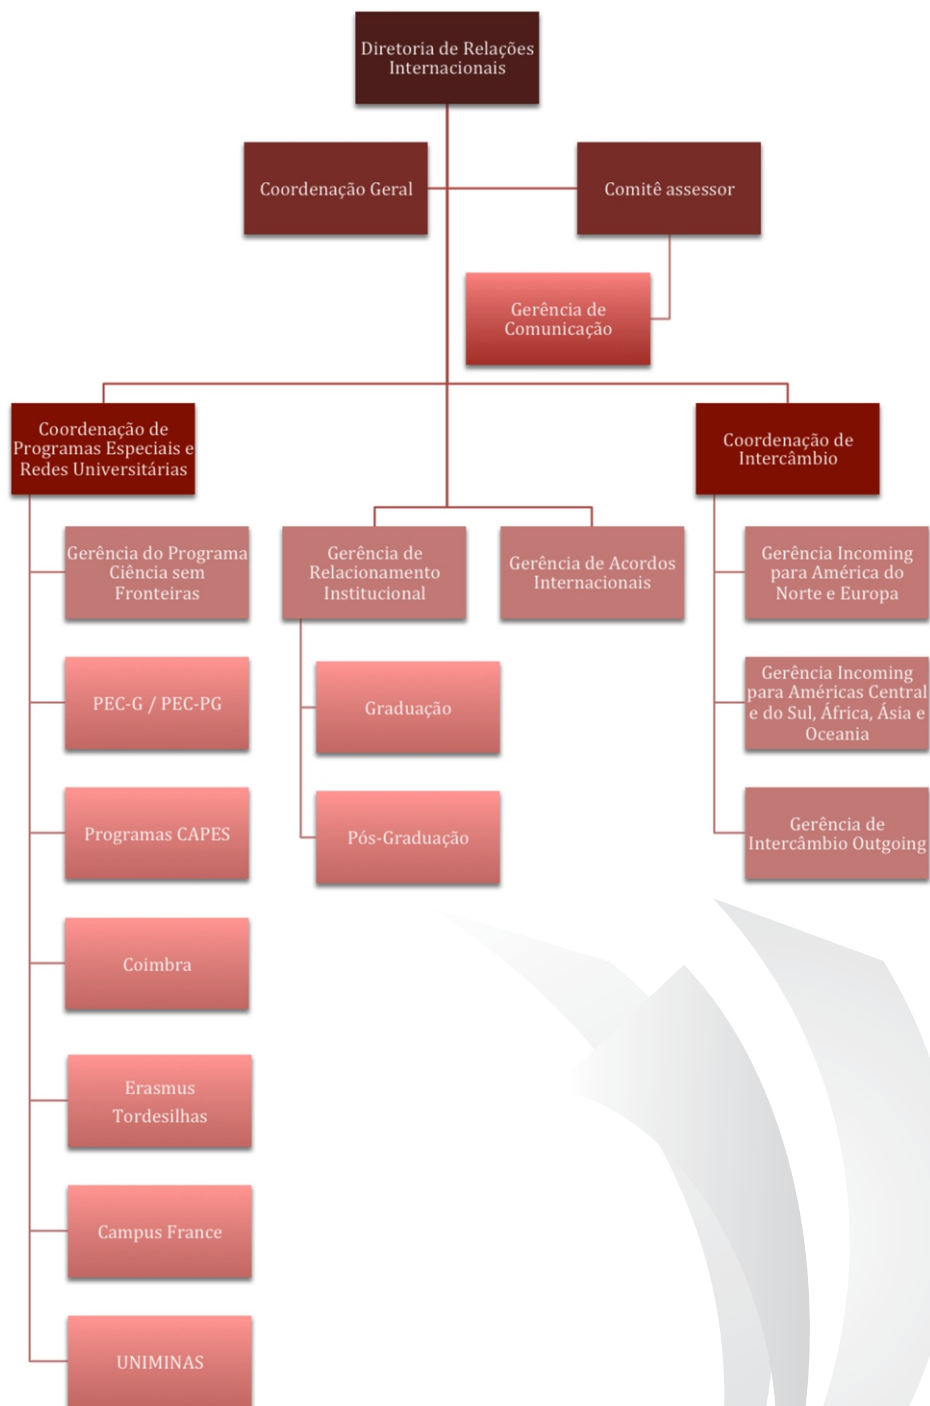 Diretoria de Relações
Internacionais
Coordenação Geral
Comitê assessor
Gerência de
Comunicação
Coordenação de
Programas Especiais e
Redes Universitárias
Coordenação de
Intercâmbio
Gerência do Programa
Ciência sem
Fronteiras
Gerência de
Relacionamento
Institucional
Gerência de Acordos
Internacionais
Gerência Incoming
para América do
Norte e Europa
PEC-G / PEC-PG
Graduação
Gerência Incoming
para Américas Central
e do Sul, África, Ásia e
Oceania
Programas CAPES
Pós-Graduação
Gerência de
Intercâmbio Outgoing
Coimbra
Erasmus
Tordesilhas
Campus France
UNIMINAS